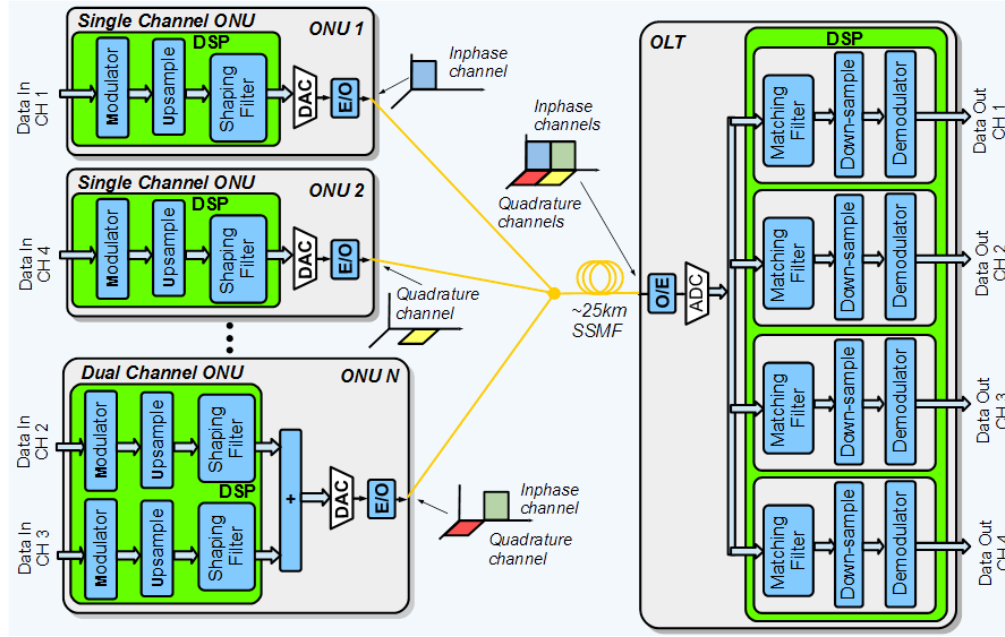 Single Channel ONU
ONU 1
DSP
Data In
CH 1
Modulator
Upsample
Shaping
Filter
DAC
E/O
Inphase
channel
Single Channel ONU
ONU 2
DSP
Data In
CH 4
Modulator
Upsample
Shaping
Filter
DAC
E/O
Quadrature
channel
Dual Channel ONU
ONU N
Data In
CH 2
Modulator
Upsample
Shaping
Filter
DSP
Data In
CH 3
Modulator
Upsample
Shaping
Filter
+
DAC
E/O
Inphase
channel
Quadrature
channel
Inphase
channels
Quadrature
channels
~25km
SSMF
OLT
O/E
ADC
DSP
Matching
Filter
Down-sample
Demodulator
Data Out
CH 1
Matching
Filter
Down-sample
Demodulator
Data Out
CH 2
Matching
Filter
Down-sample
Demodulator
Data Out
CH 3
Matching
Filter
Down-sample
Demodulator
Data Out
CH 4